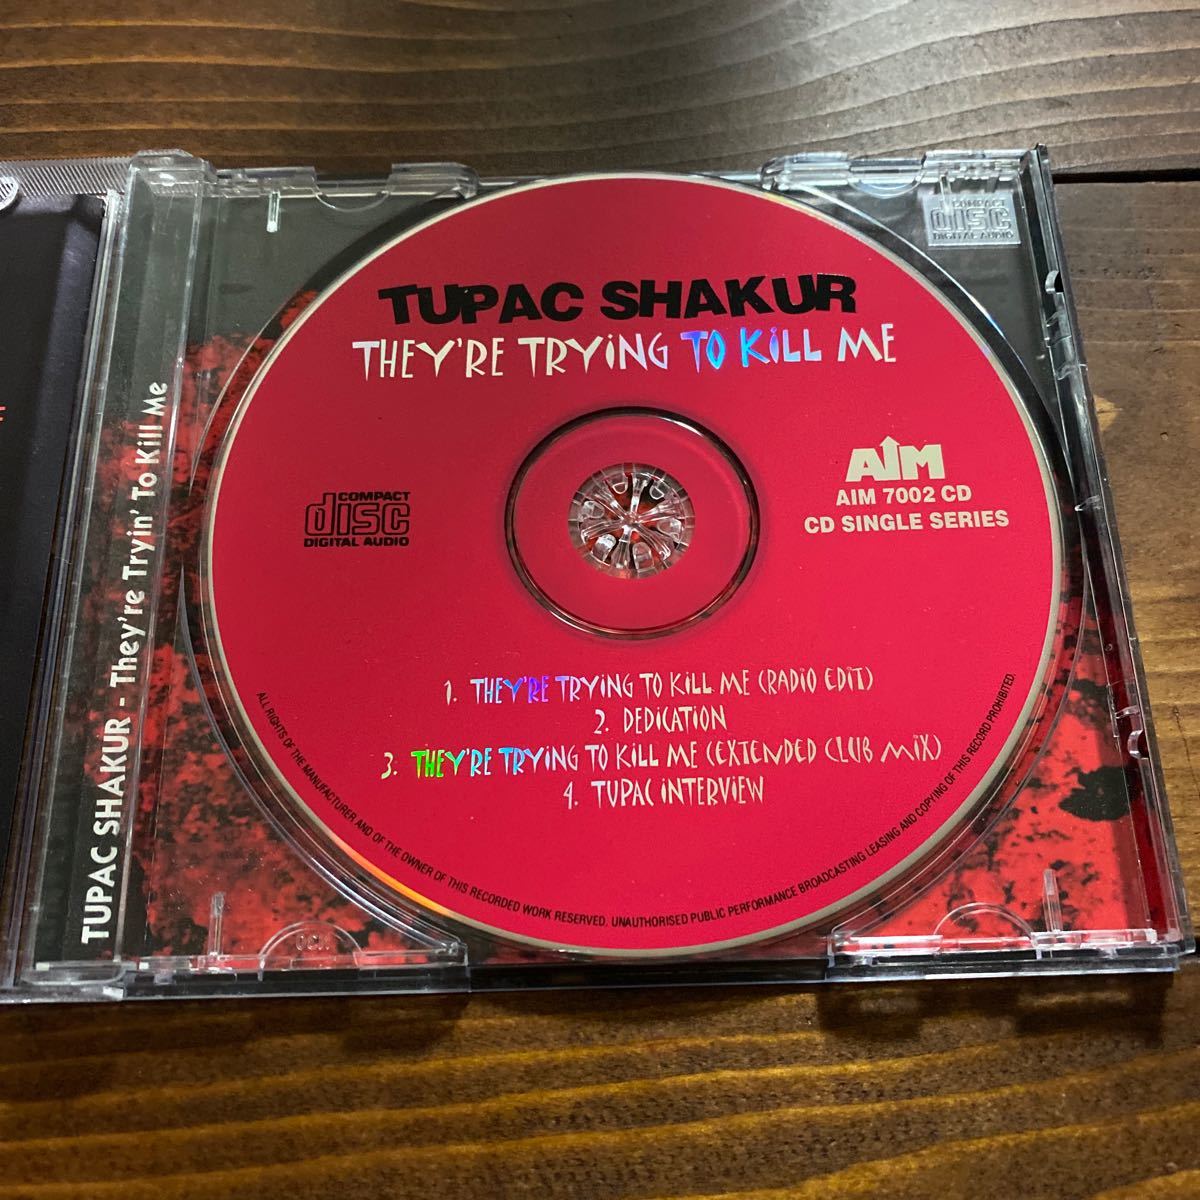 TUPAC SHAKUR
THEY'RE TRYiNG TO KiLL ME
COMPACT
disc
DIGITAL AUDIO
AIM
AIM 7002 CD
CD SINGLE SERIES
1. THEY'RE TRYiNG TO KiLL ME (RADiO EDiT)
2. DEDiCATiON
3. THEY'RE TRYiNG TO KiLL ME (EXTENDED CLUB MiX)
4. TUPAC iNTERViEW
ALL RIGHTS OF THE MANUFACTURER AND OF THE OWNER OF THIS RECORDED WORK RESERVED. UNAUTHORISED PUBLIC PERFORMANCE BROADCASTING LEASING AND COPYING OF THIS RECORD PROHIBITED.
TUPAC SHAKUR - They're Tryin' To Kill Me
COMPACT
disc
DIGITAL AUDIO